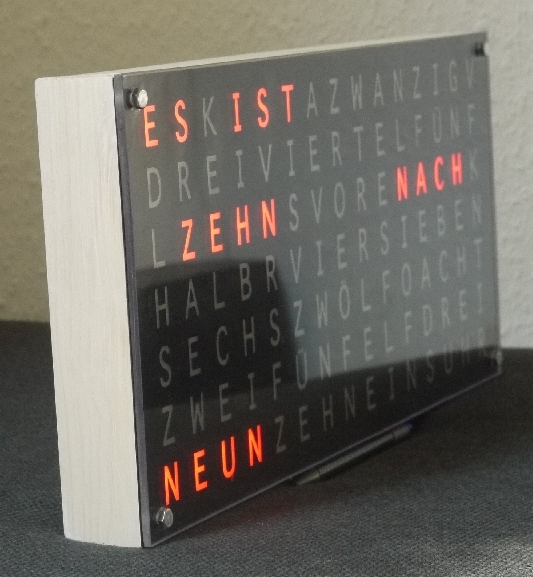 ESKISTAZWANZIGV
DREIVIERTELFÜNF
LZEHNSVORENACHK
HALBRVIERSIEBEN
SECHSZWÖLFOACHT
ZWEIFÜNFELFDREI
NEUNZEHNEINSUHR